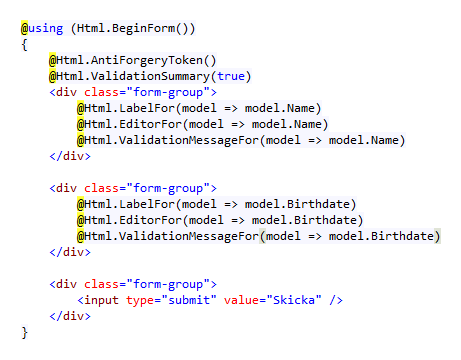 @using (Html.BeginForm())
{
    @Html.AntiForgeryToken()
    @Html.ValidationSummary(true)
    <div class="form-group">
        @Html.LabelFor(model => model.Name)
        @Html.EditorFor(model => model.Name)
        @Html.ValidationMessageFor(model => model.Name)
    </div>

    <div class="form-group">
        @Html.LabelFor(model => model.Birthdate)
        @Html.EditorFor(model => model.Birthdate)
        @Html.ValidationMessageFor(model => model.Birthdate)
    </div>

    <div class="form-group">
        <input type="submit" value="Skicka" />
    </div>
}